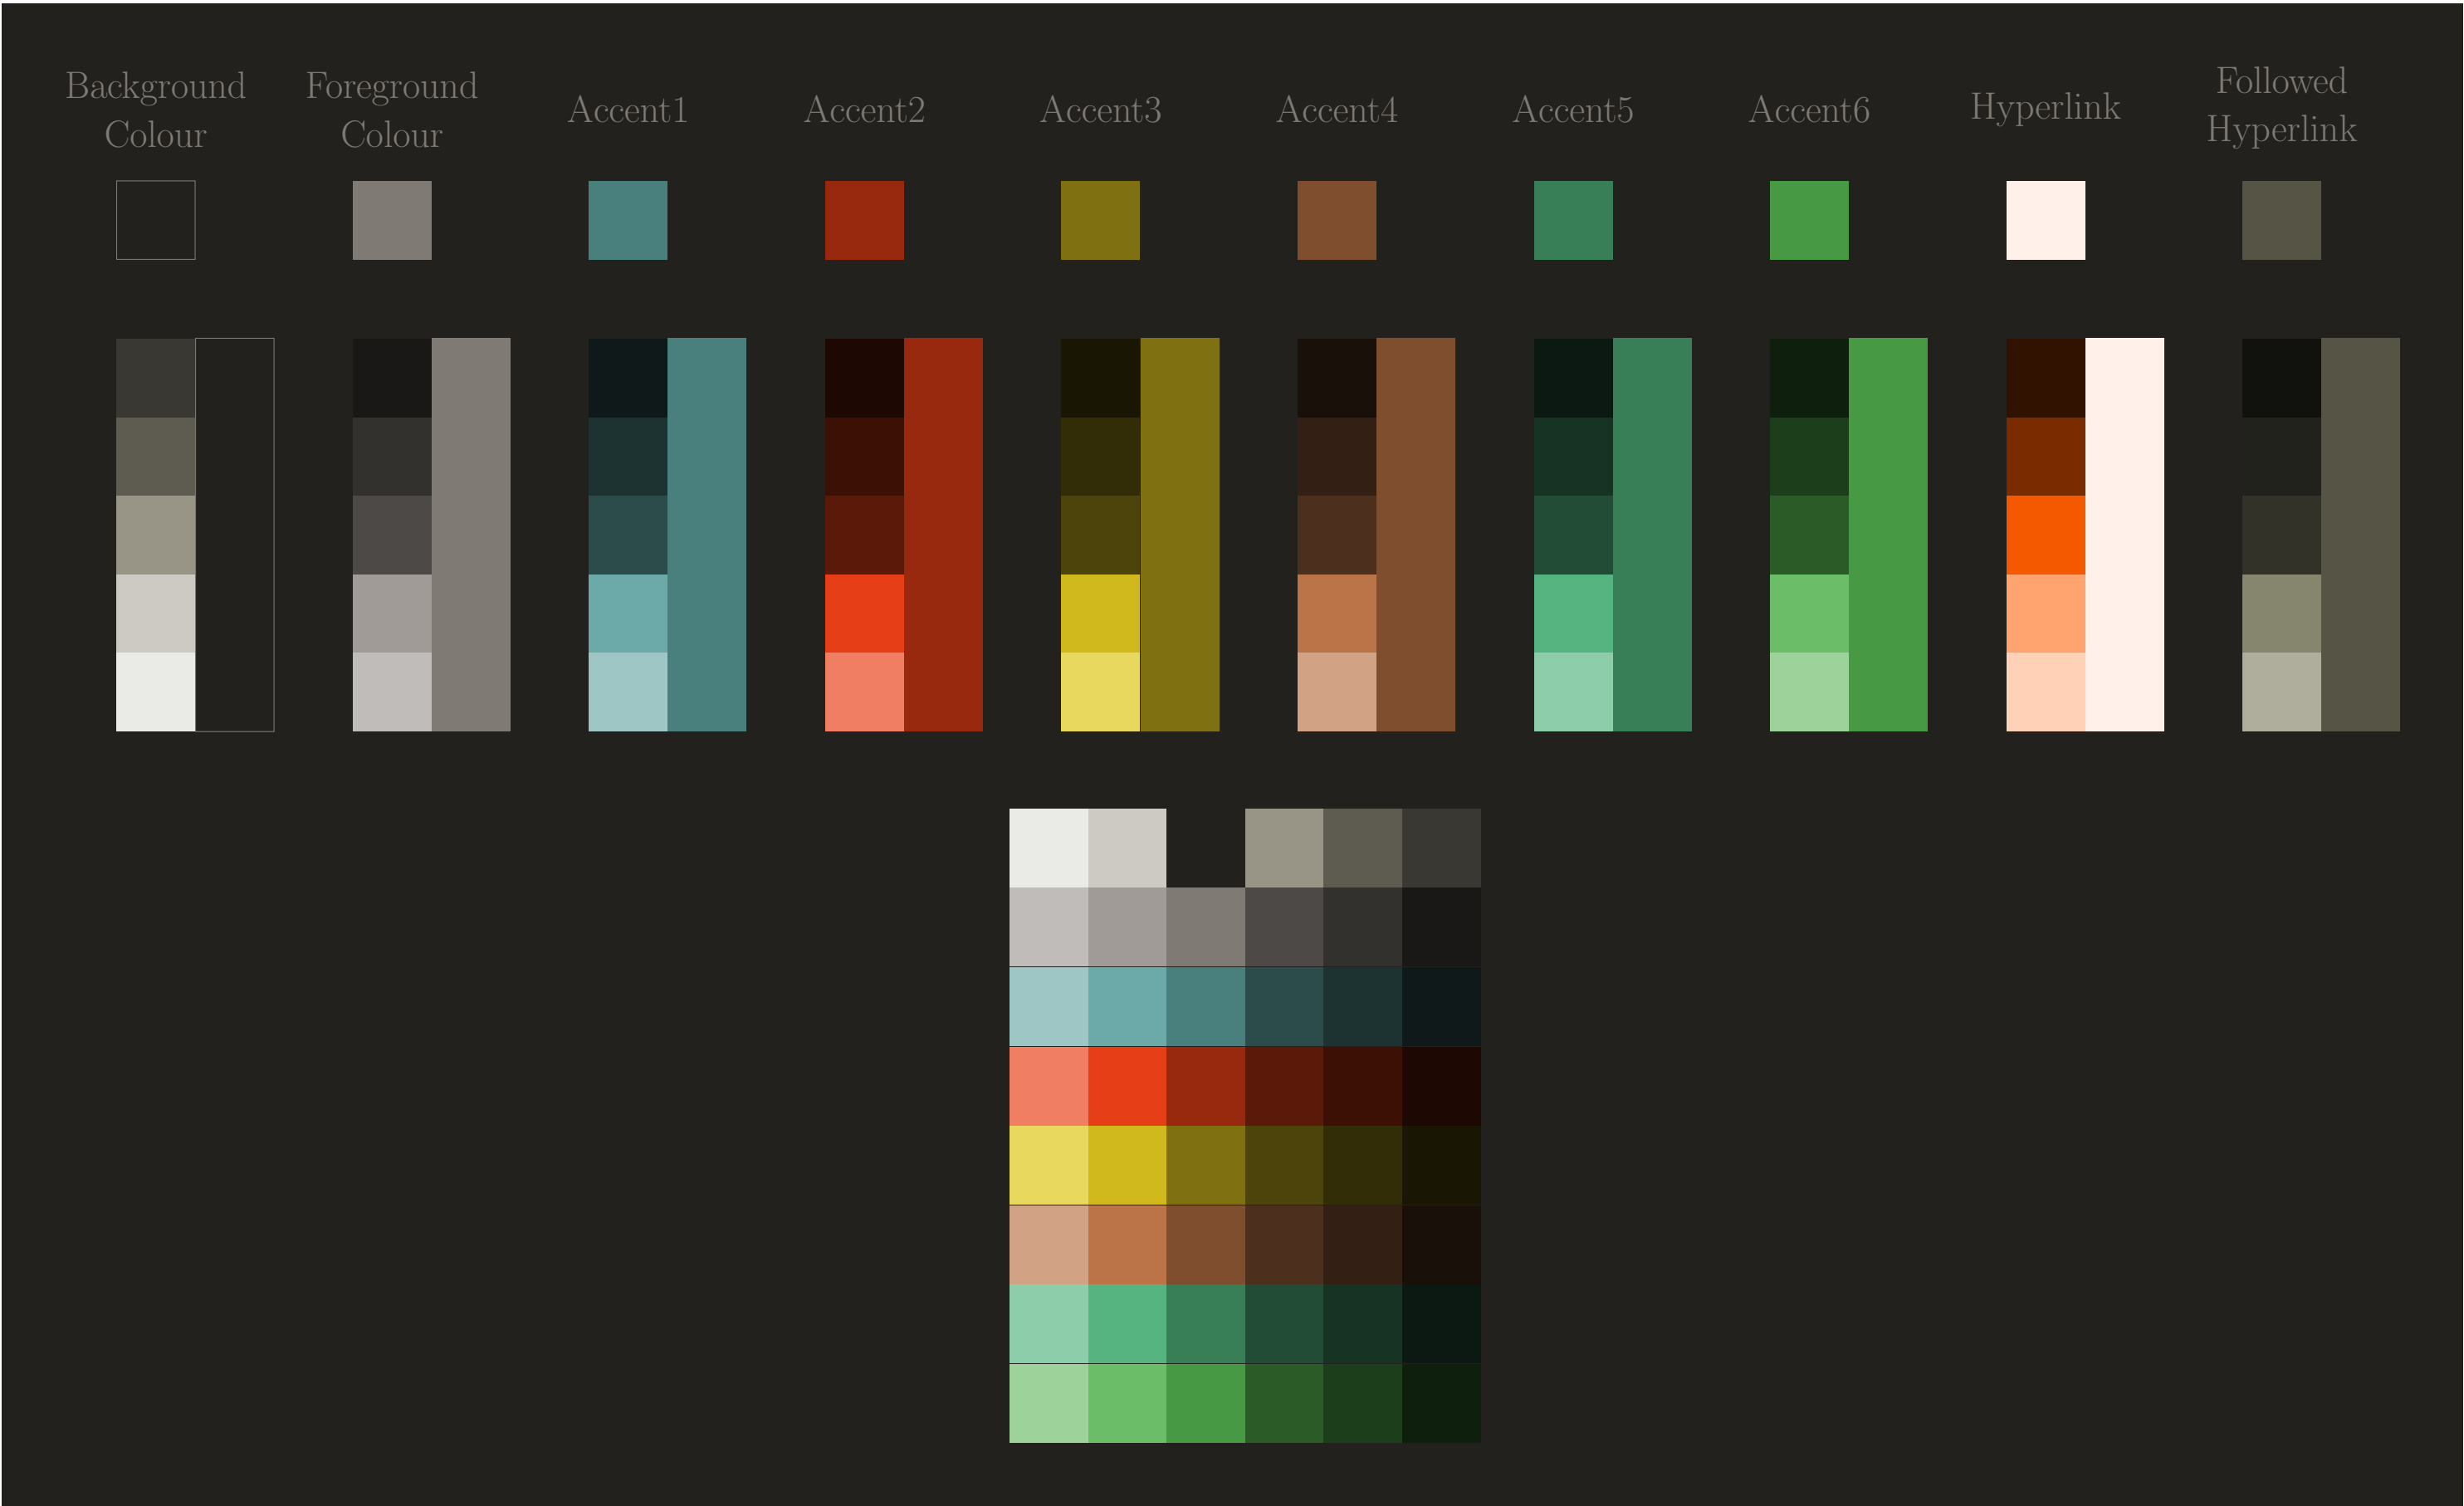 Background
Colour
Foreground
Colour
Accent1
Accent2
Accent3
Accent4
Accent5
Accent6
Hyperlink
Followed
Hyperlink